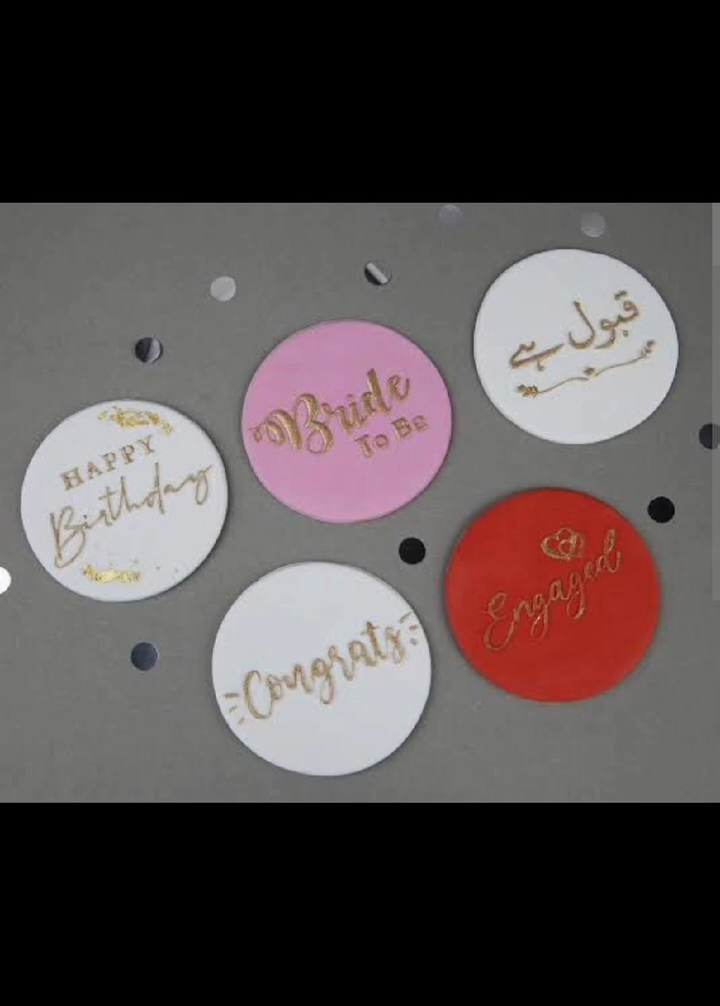 قبول ہے
Bride
To Be
HAPPY
Birthday
Engaged
Congrats